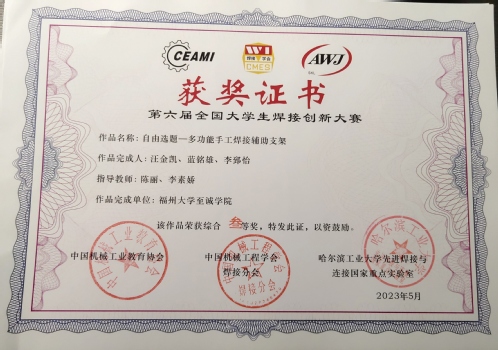 CEAMI
CMES
AWJ
获奖证书
第六届全国大学生焊接创新大赛
作品名称:自由选题—多功能手工焊接辅助支架
作品完成人:汪金凯、蓝铭雄、李郅怡
指导教师:陈丽、李素娇
作品完成单位:福州大学至诚学院
该作品荣获综合 叁等奖,特发此证,以资鼓励。
中国机械工业教育协会
中国机械工程学会
焊接分会
哈尔滨工业大学先进焊接与
连接国家重点实验室
2023年5月